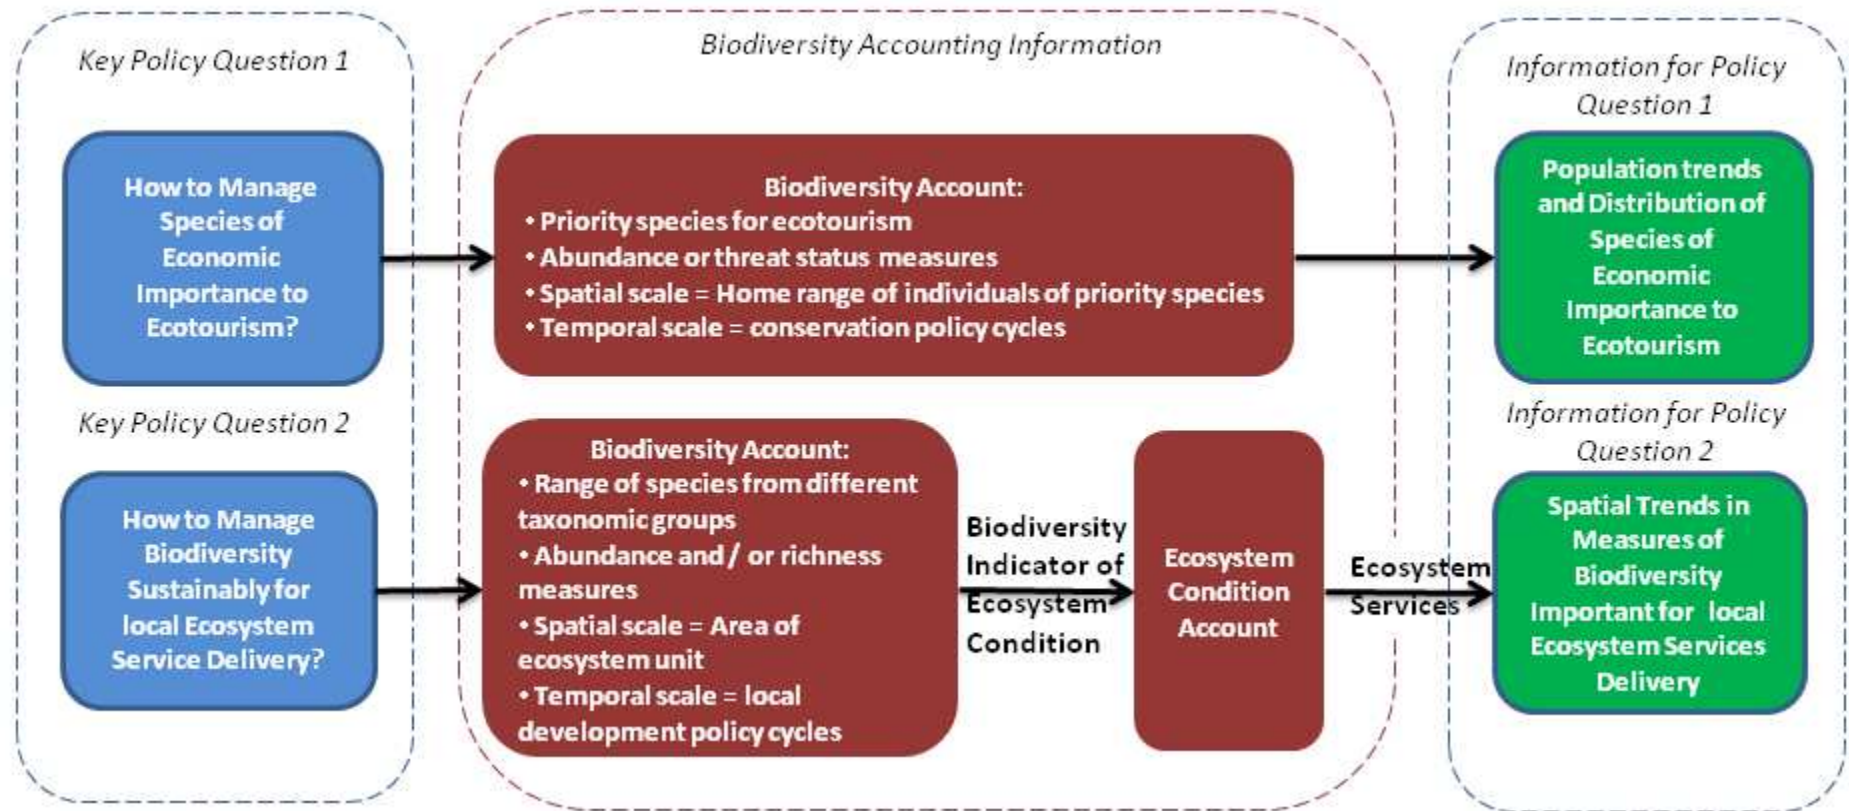 Key Policy Question 1
How to Manage
Species of
Economic
Importance to
Ecotourism?
Key Policy Question 2
How to Manage
Biodiversity
Sustainably for
local Ecosystem
Service Delivery?
Biodiversity Accounting Information
Biodiversity Account:
• Priority species for ecotourism
• Abundance or threat status measures
• Spatial scale = Home range of individuals of priority species
• Temporal scale = conservation policy cycles
Biodiversity Account:
• Range of species from different
taxonomic groups
• Abundance and / or richness
measures
• Spatial scale = Area of
ecosystem unit
• Temporal scale = local
development policy cycles
Biodiversity
Indicator of
Ecosystem
Condition
Ecosystem
Condition
Account
Ecosystem
Services
Information for Policy
Question 1
Population trends
and Distribution of
Species of
Economic
Importance to
Ecotourism
Information for Policy
Question 2
Spatial Trends in
Measures of
Biodiversity
Important for local
Ecosystem Services
Delivery